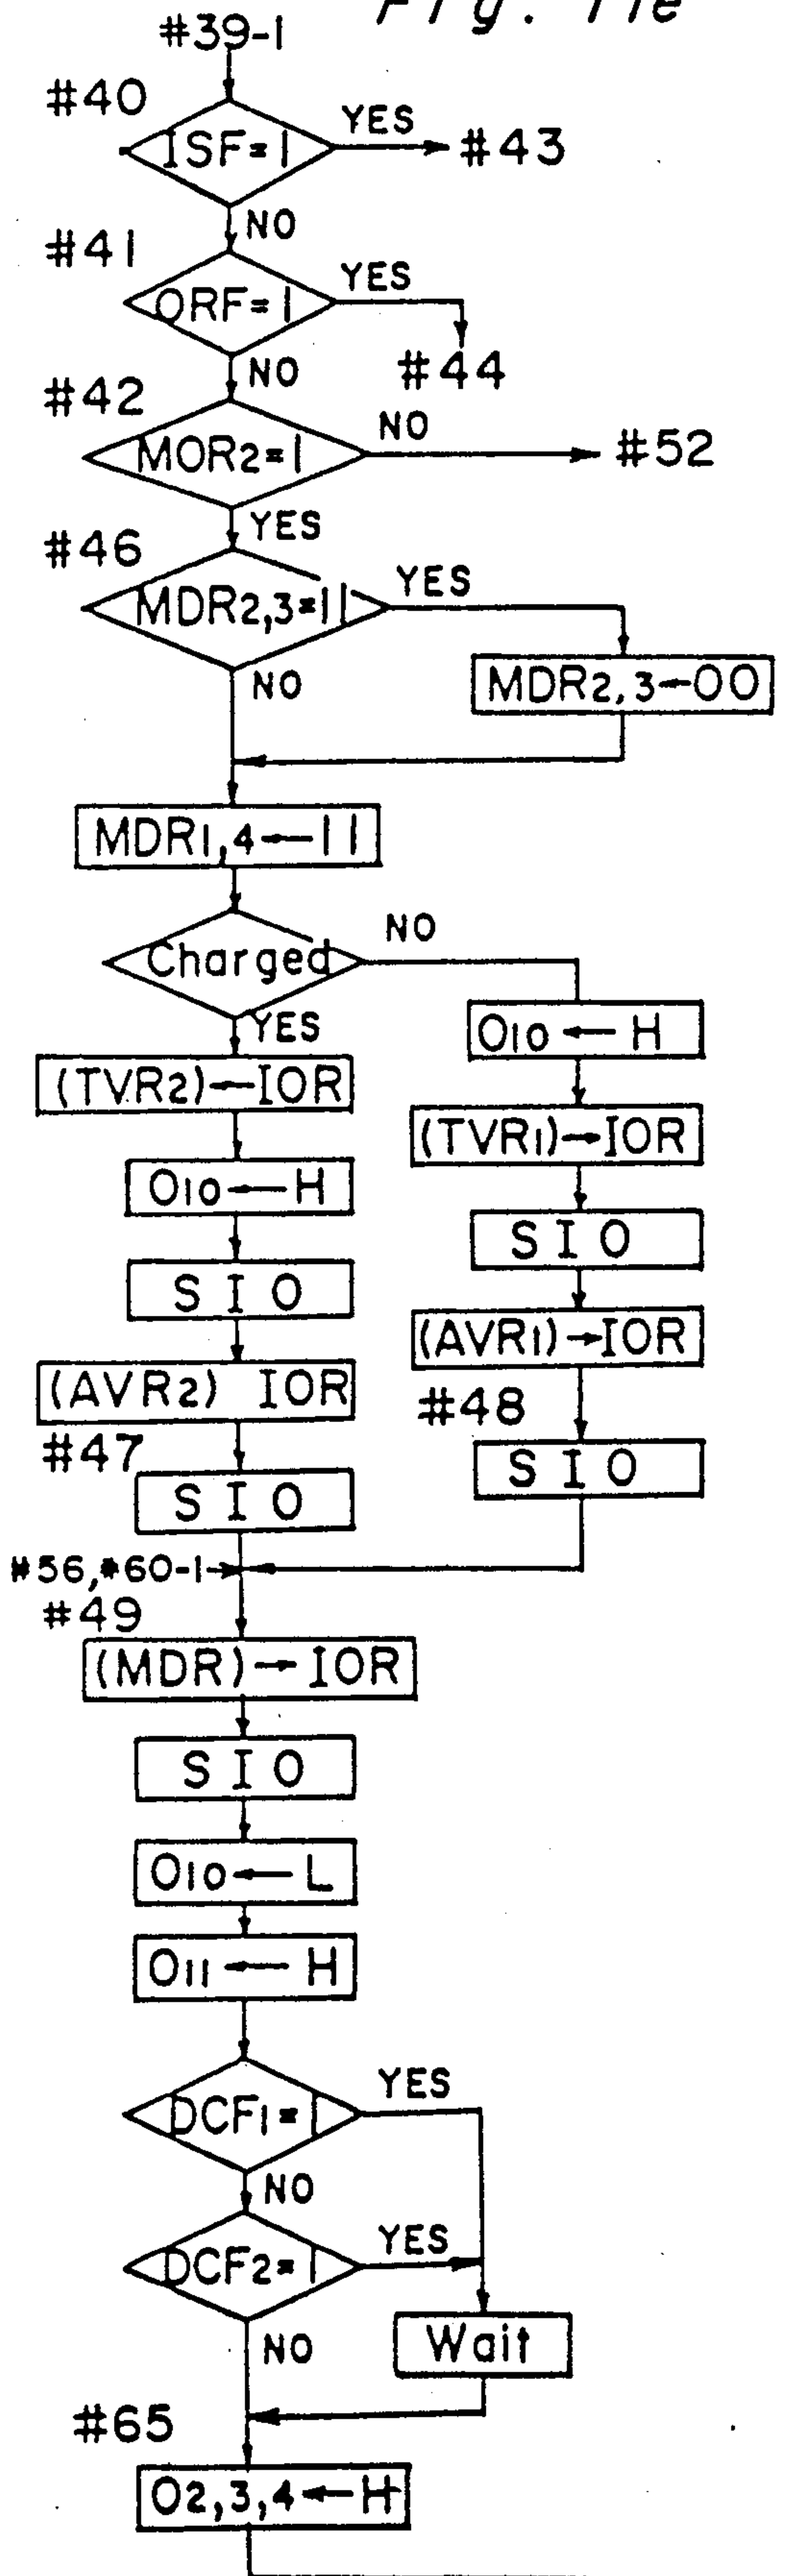 Fig. 11e
#39-1
#40
ISF=1
YES
#43
NO
#41
ORF=1
YES
#44
NO
#42
MOR2=1
NO
#52
YES
#46
MDR2,3=11
YES
MDR2,3←00
NO
MDR1,4←11
Charged
NO
YES
O10←H
(TVR2)←IOR
(TVR1)→IOR
O10←H
SIO
SIO
(AVR1)→IOR
(AVR2) IOR
#48
#47
SIO
SIO
#56,#60-1→
#49
(MDR)→IOR
SIO
O10←L
O11←H
DCF1=1
YES
NO
DCF2=1
YES
Wait
NO
#65
O2,3,4←H